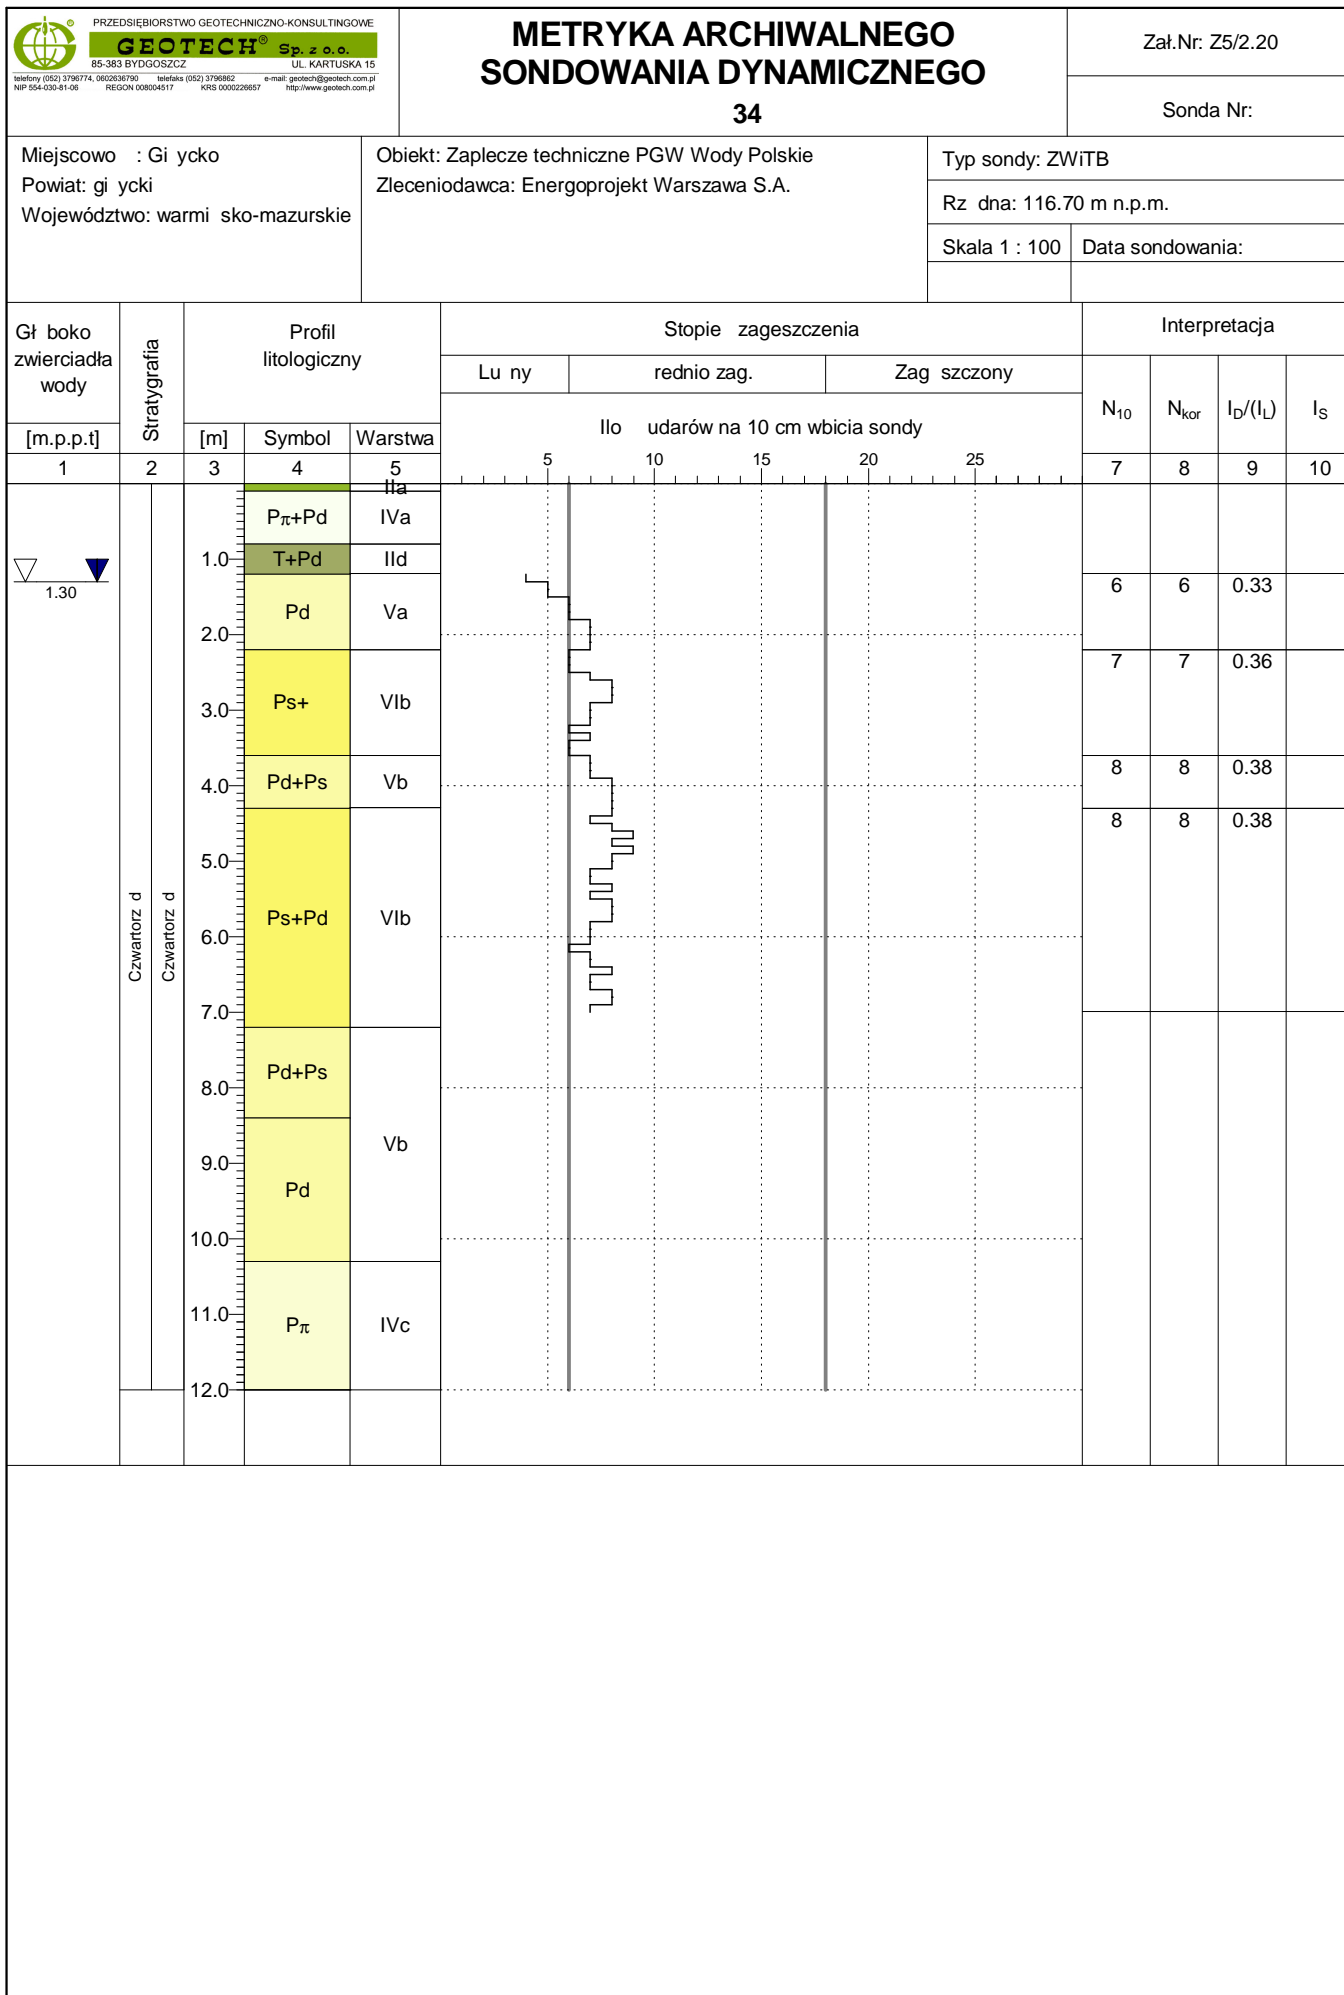 PRZEDSIĘBIORSTWO GEOTECHNICZNO-KONSULTINGOWE
GEOTECH® Sp. z o.o.
85-383 BYDGOSZCZ UL. KARTUSKA 15
telefony (052) 3796774, 0602636790 telefaks (052) 3796862 e-mail: geotech@geotech.com.pl
NIP 554-030-81-06 REGON 008004517 KRS 0000226657 http://www.geotech.com.pl
METRYKA ARCHIWALNEGO
SONDOWANIA DYNAMICZNEGO
34
Zał.Nr: Z5/2.20
Sonda Nr:
Miejscowo : Gi ycko
Powiat: gi ycki
Województwo: warmi sko-mazurskie
Obiekt: Zaplecze techniczne PGW Wody Polskie
Zleceniodawca: Energoprojekt Warszawa S.A.
Typ sondy: ZWiTB
Rz dna: 116.70 m n.p.m.
Skala 1 : 100 Data sondowania:
Gł boko
zwierciadła
wody
[m.p.p.t]
Stratygrafia
Profil
litologiczny
[m] Symbol Warstwa
Stopie zageszczenia
Lu ny rednio zag. Zag szczony
Ilo udarów na 10 cm wbicia sondy
5 10 15 20 25
Interpretacja
N10 Nkor ID/(IL) IS
1 2 3 4 5 7 8 9 10
IIa
Pπ+Pd IVa
1.0 T+Pd IId
1.30
6 6 0.33
Pd Va
2.0
7 7 0.36
Ps+ VIb
3.0
8 8 0.38
4.0 Pd+Ps Vb
8 8 0.38
5.0
Czwartorz d
Czwartorz d
Ps+Pd VIb
6.0
7.0
Pd+Ps
8.0
Vb
9.0
Pd
10.0
11.0
Pπ IVc
12.0